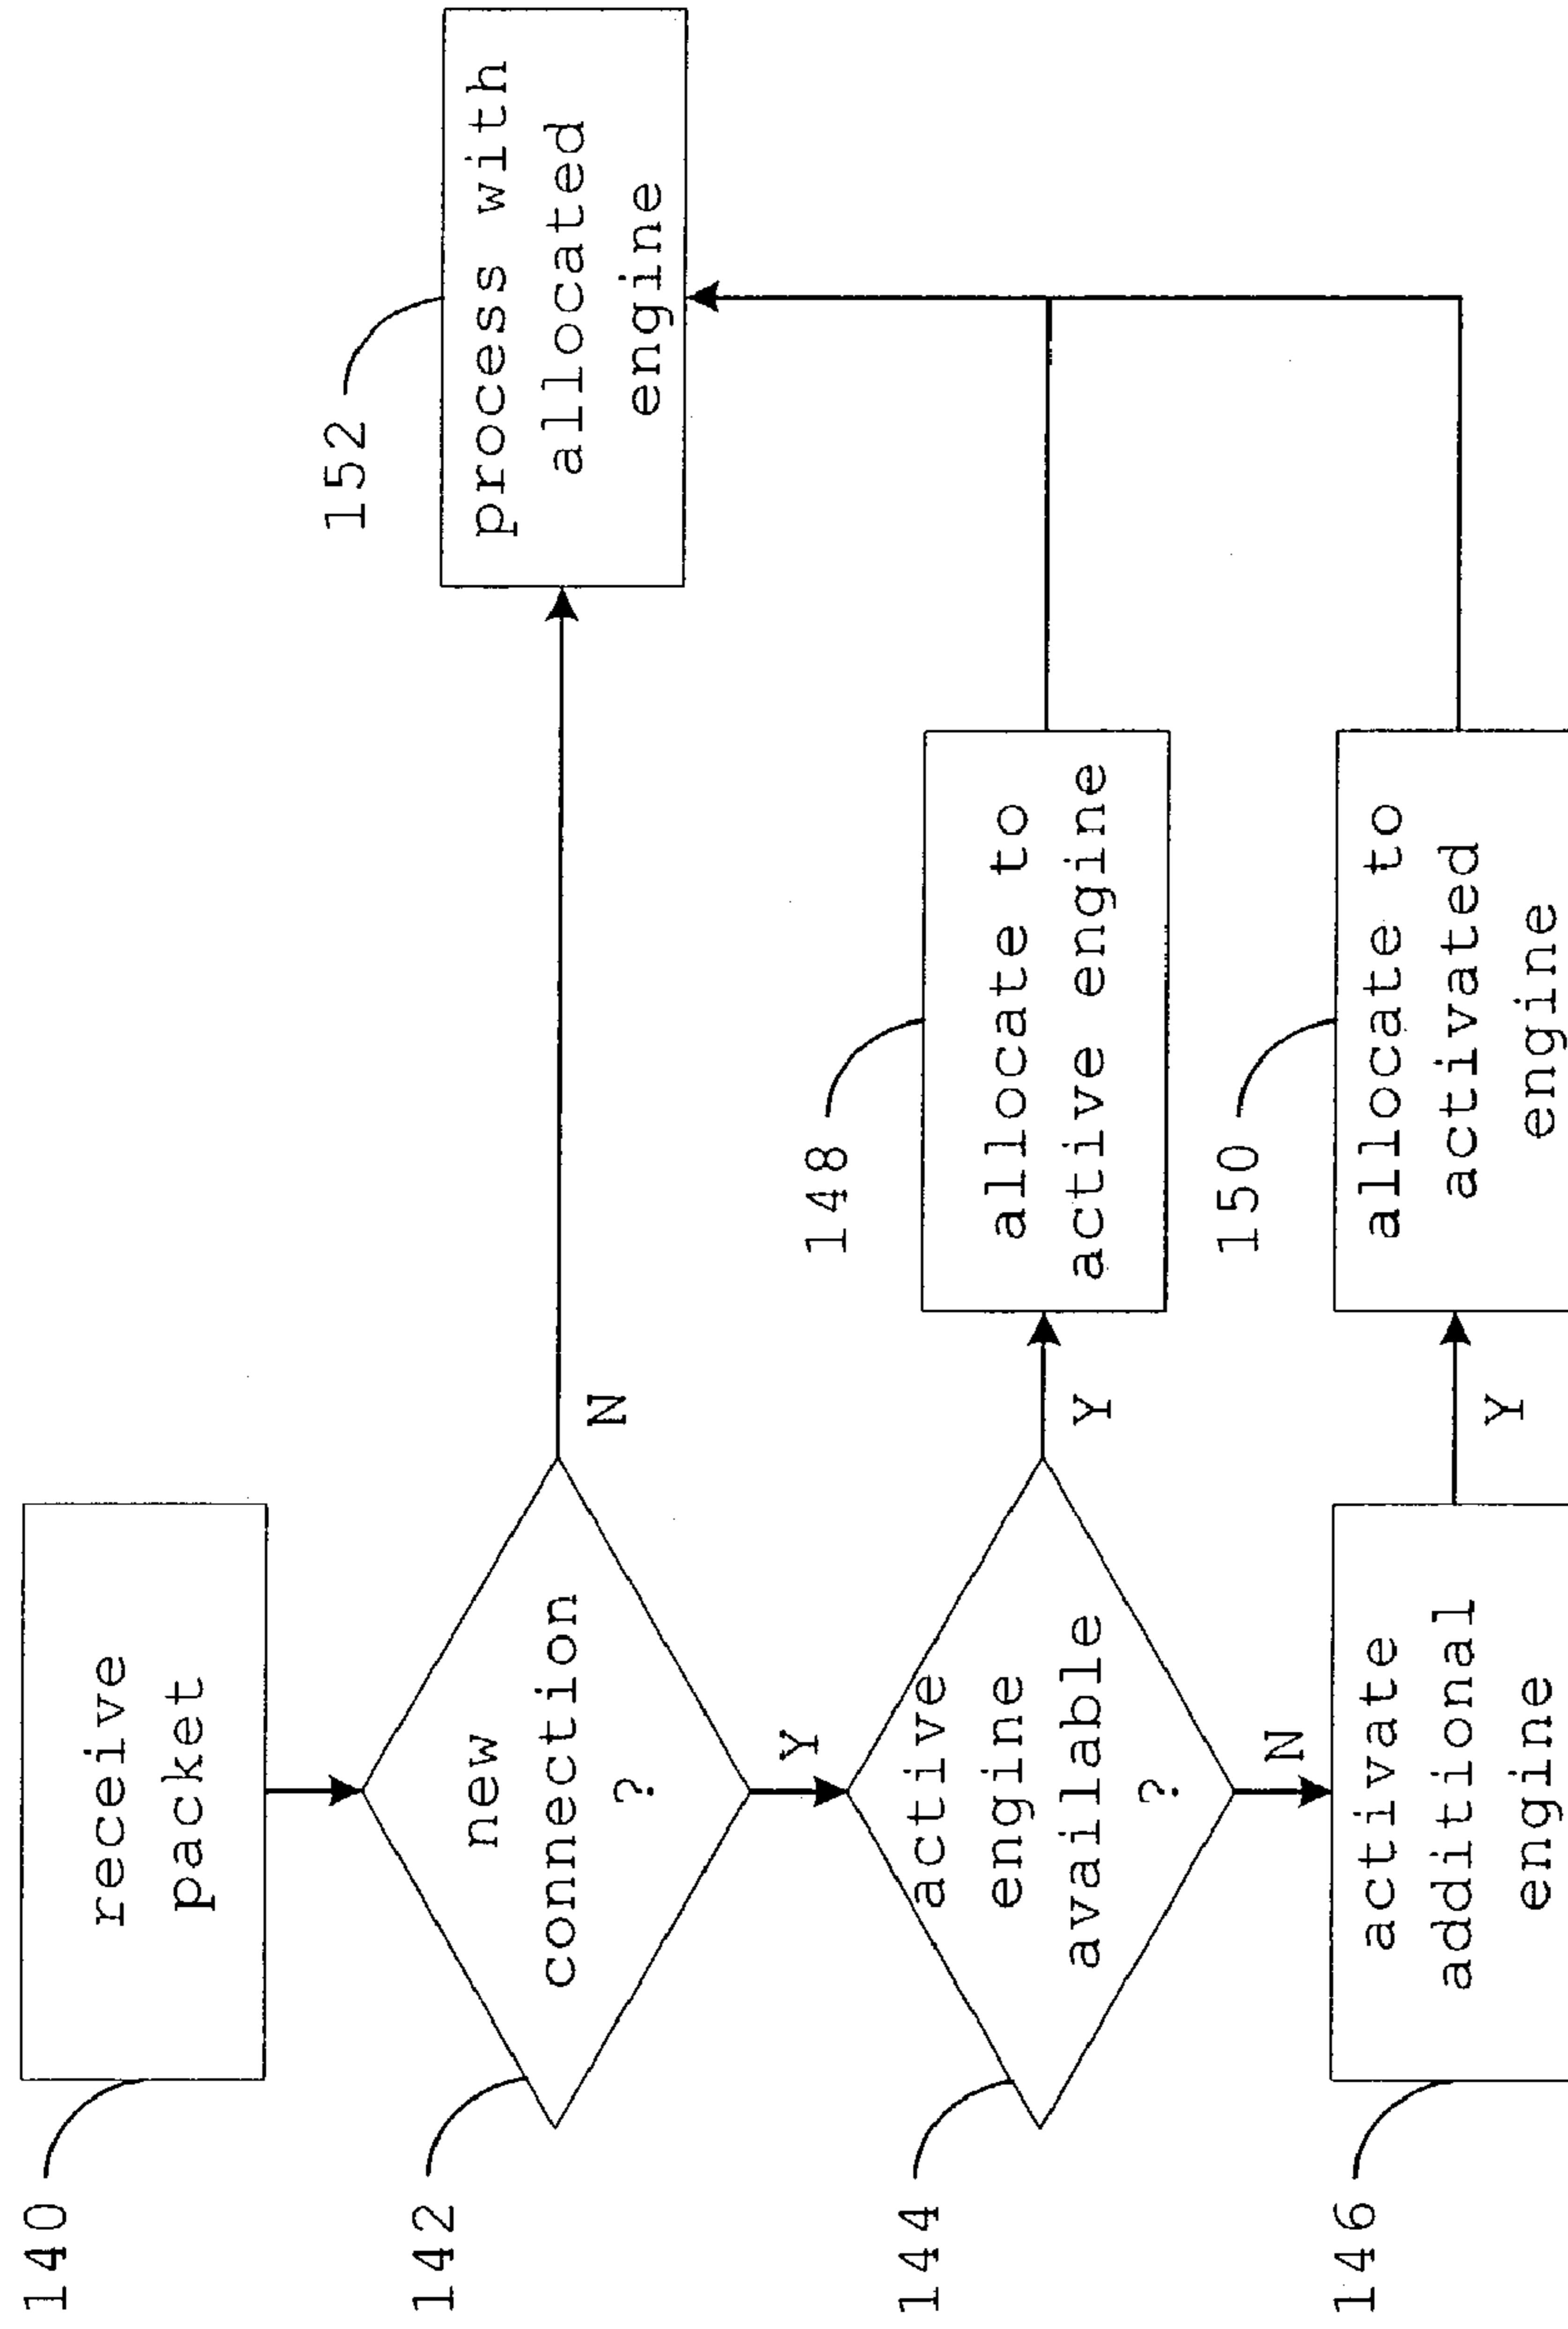 140
receive
packet
142
new
connection
?
N
Y
152
process with
allocated
engine
144
active
engine
available
?
Y
N
148
allocate to
active engine
146
activate
additional
engine
Y
150
allocate to
activated
engine